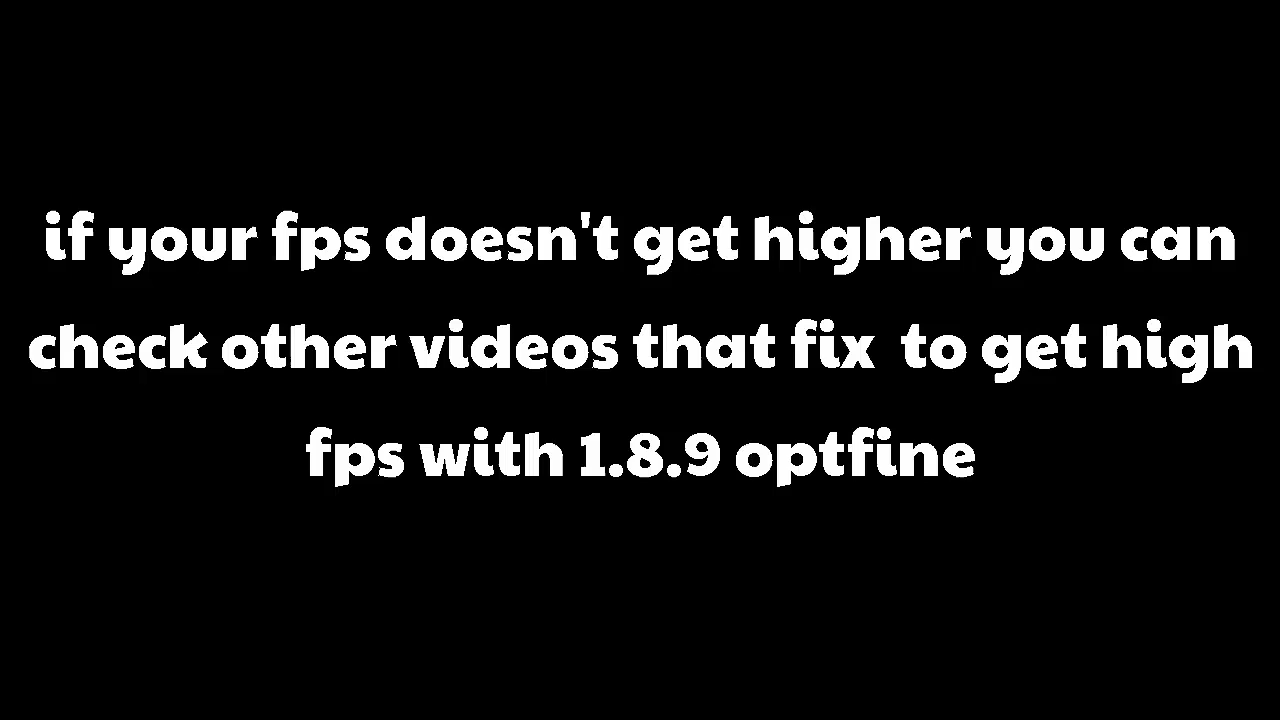 if your fps doesn't get higher you can
check other videos that fix  to get high
fps with 1.8.9 optfine